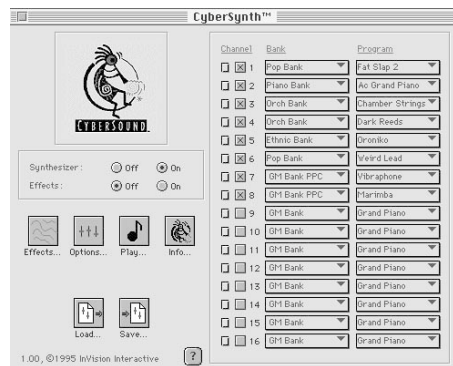 CyberSynth™
CYBERSOUND
Synthesizer: Off On
Effects: Off On
Effects... Options... Play... Info...
Load... Save...
1.00, ©1995 InVision Interactive ?
Channel Bank Program
1 Pop Bank Fat Slap 2
2 Piano Bank Ac Grand Piano
3 Orch Bank Chamber Strings
4 Orch Bank Dark Reeds
5 Ethnic Bank Oroniko
6 Pop Bank Weird Lead
7 GM Bank PPC Vibraphone
8 GM Bank PPC Marimba
9 GM Bank Grand Piano
10 GM Bank Grand Piano
11 GM Bank Grand Piano
12 GM Bank Grand Piano
13 GM Bank Grand Piano
14 GM Bank Grand Piano
15 GM Bank Grand Piano
16 GM Bank Grand Piano